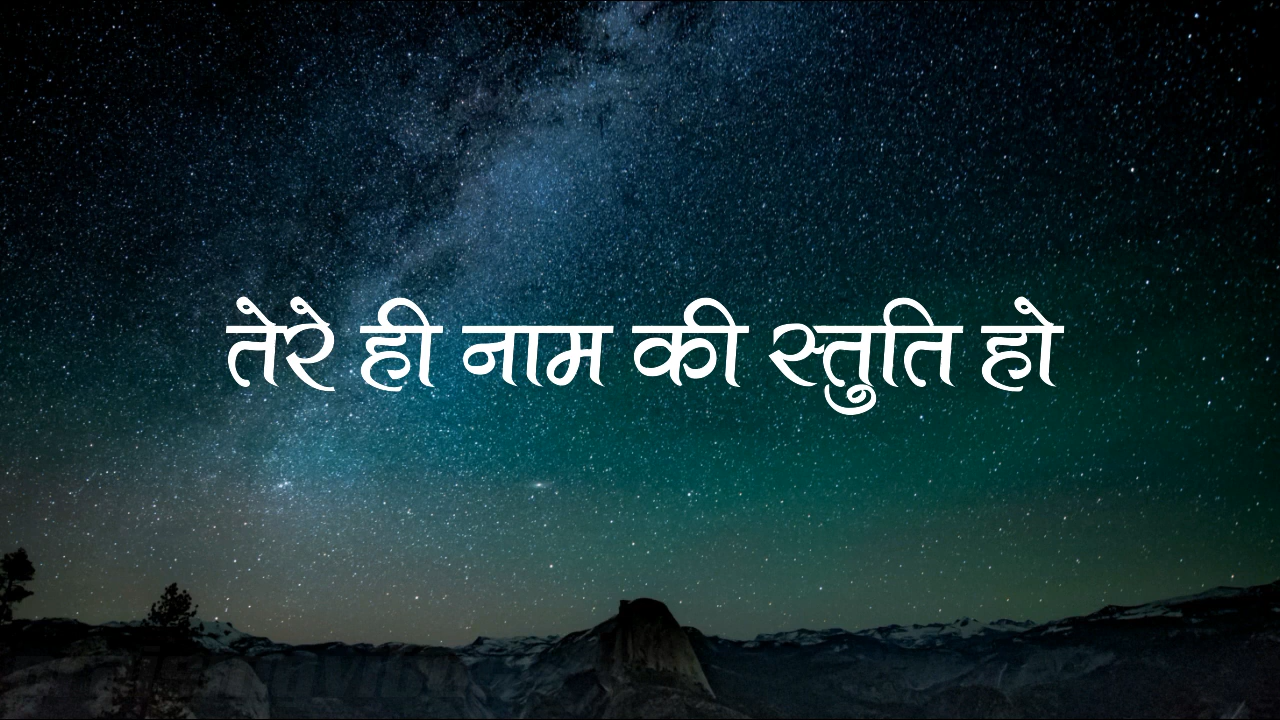 तेरे ही नाम की स्तुति हो